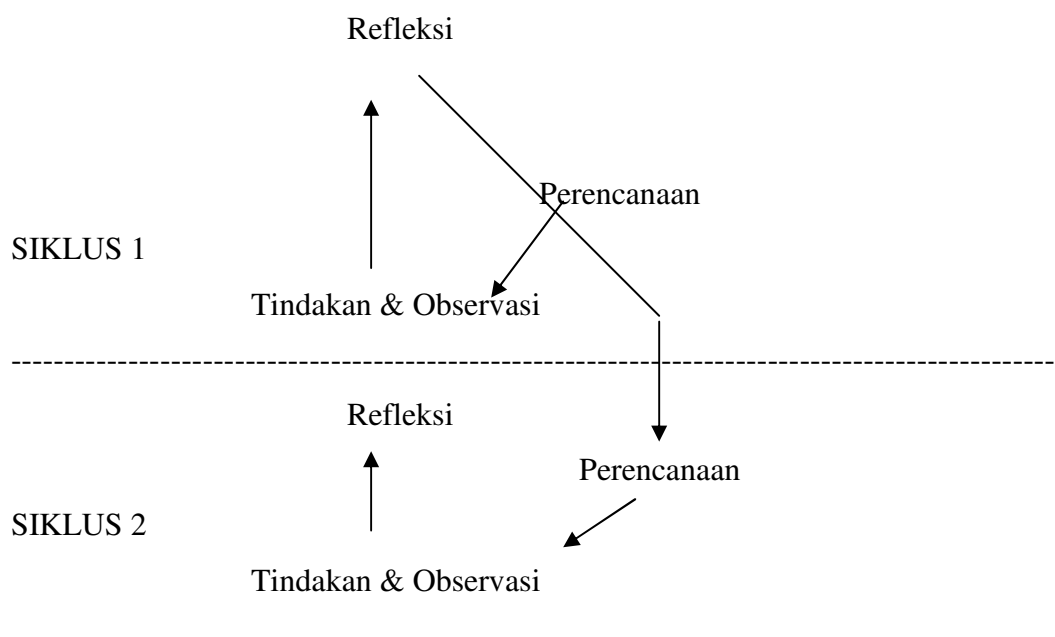 Refleksi
Perencanaan
SIKLUS 1
Tindakan & Observasi
Refleksi
Perencanaan
SIKLUS 2
Tindakan & Observasi